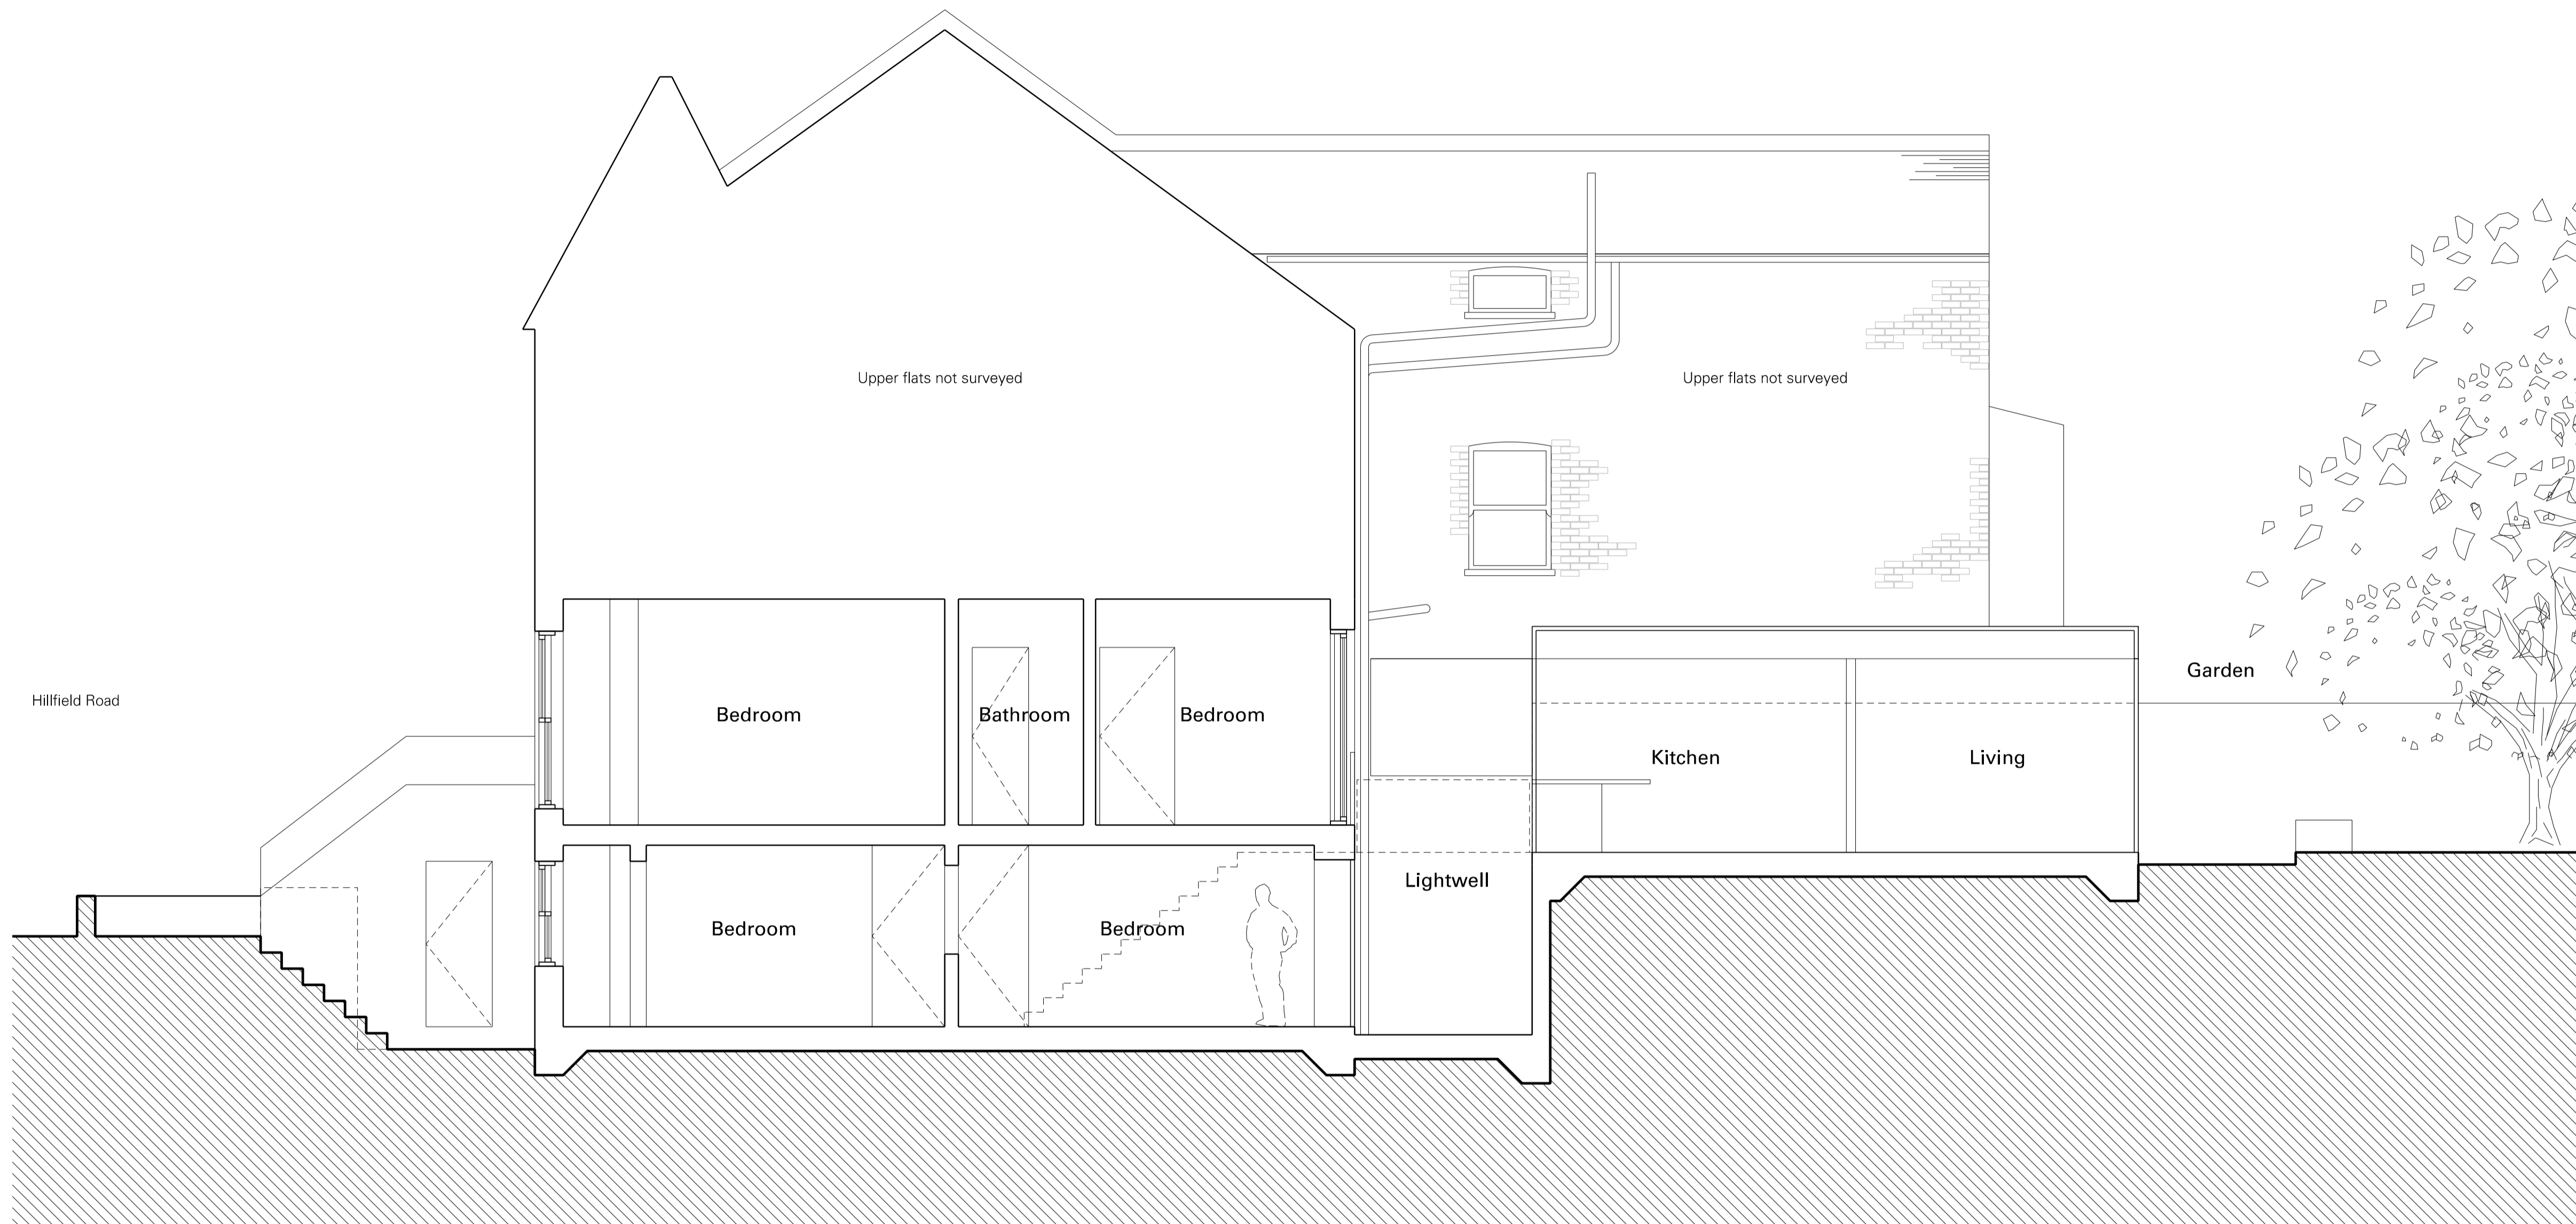 Upper flats not surveyed
Upper flats not surveyed
Garden
Hillfield Road
Bedroom
Bathroom
Bedroom
Kitchen
Living
Lightwell
Bedroom
Bedroom